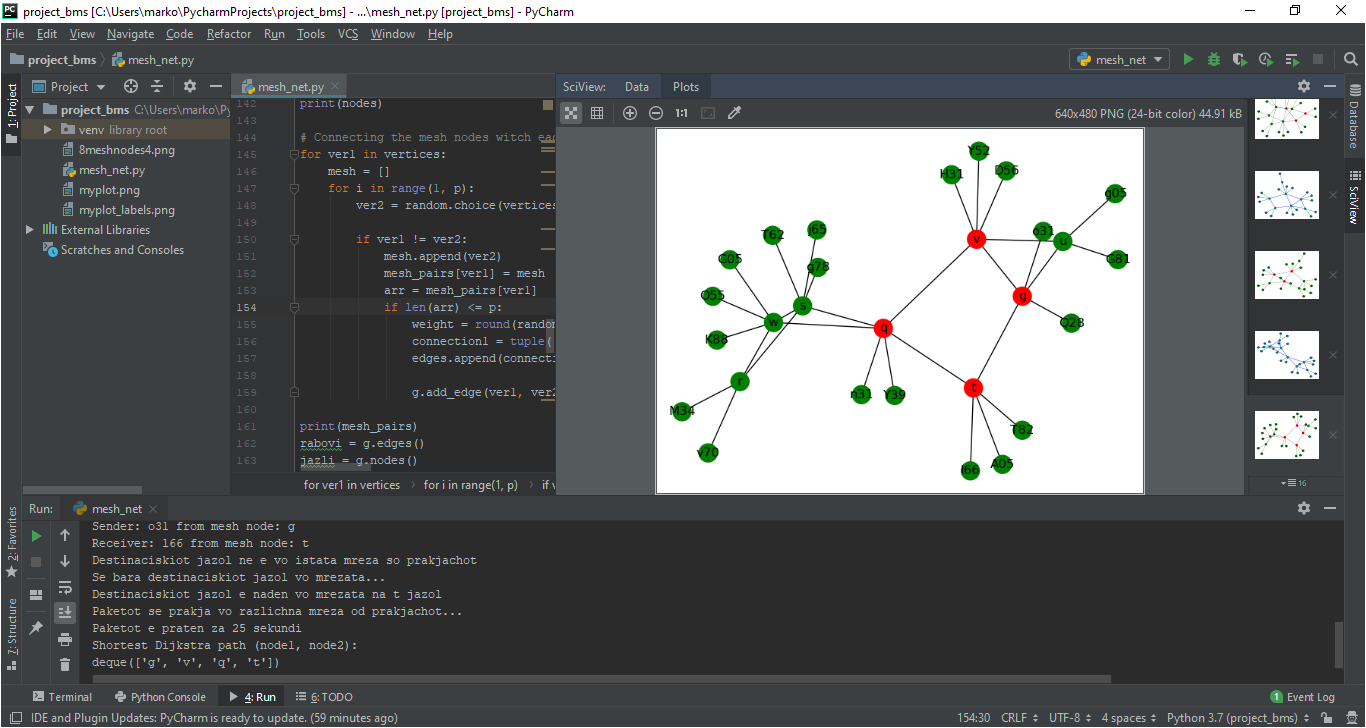 project_bms [C:\Users\marko\PycharmProjects\project_bms] - ...\mesh_net.py [project_bms] - PyCharm
File Edit View Navigate Code Refactor Run Tools VCS Window Help
project_bms mesh_net.py
mesh_net
1: Project
Project
project_bms C:\Users\marko\Py
venv library root
8meshnodes4.png
mesh_net.py
myplot.png
myplot_labels.png
External Libraries
Scratches and Consoles
mesh_net.py
142 print(nodes)
143
144 # Connecting the mesh nodes witch eac
145 for ver1 in vertices:
146 mesh = []
147 for i in range(1, p):
148 ver2 = random.choice(vertices
149
150 if ver1 != ver2:
151 mesh.append(ver2)
152 mesh_pairs[ver1] = mesh
153 arr = mesh_pairs[ver1]
154 if len(arr) <= p:
155 weight = round(random
156 connection1 = tuple(
157 edges.append(connecti
158
159 g.add_edge(ver1, ver2
160
161 print(mesh_pairs)
162 rabovi = g.edges()
163 jazli = g.nodes()
for ver1 in vertices for i in range(1, p) if v
SciView: Data Plots
1:1
640x480 PNG (24-bit color) 44.91 kB
Y52
H31
D56
g05
J65
T62
o31
v
u
G05
q78
G81
O55
g
s
w
q
Q28
K88
r
t
n31
Y39
M34
T82
v70
l66
A05
16
Database
SciView
Run: mesh_net
Sender: o31 from mesh node: g
Receiver: l66 from mesh node: t
Destinaciskiot jazol ne e vo istata mreza so prakjachot
Se bara destinaciskiot jazol vo mrezata...
Destinaciskiot jazol e naden vo mrezata na t jazol
Paketot se prakja vo razlichna mreza od prakjachot...
Paketot e praten za 25 sekundi
Shortest Dijkstra path (node1, node2):
deque(['g', 'v', 'q', 't'])
2: Favorites
7: Structure
Terminal Python Console 4: Run 6: TODO
1 Event Log
IDE and Plugin Updates: PyCharm is ready to update. (59 minutes ago)
154:30 CRLF UTF-8 4 spaces Python 3.7 (project_bms)